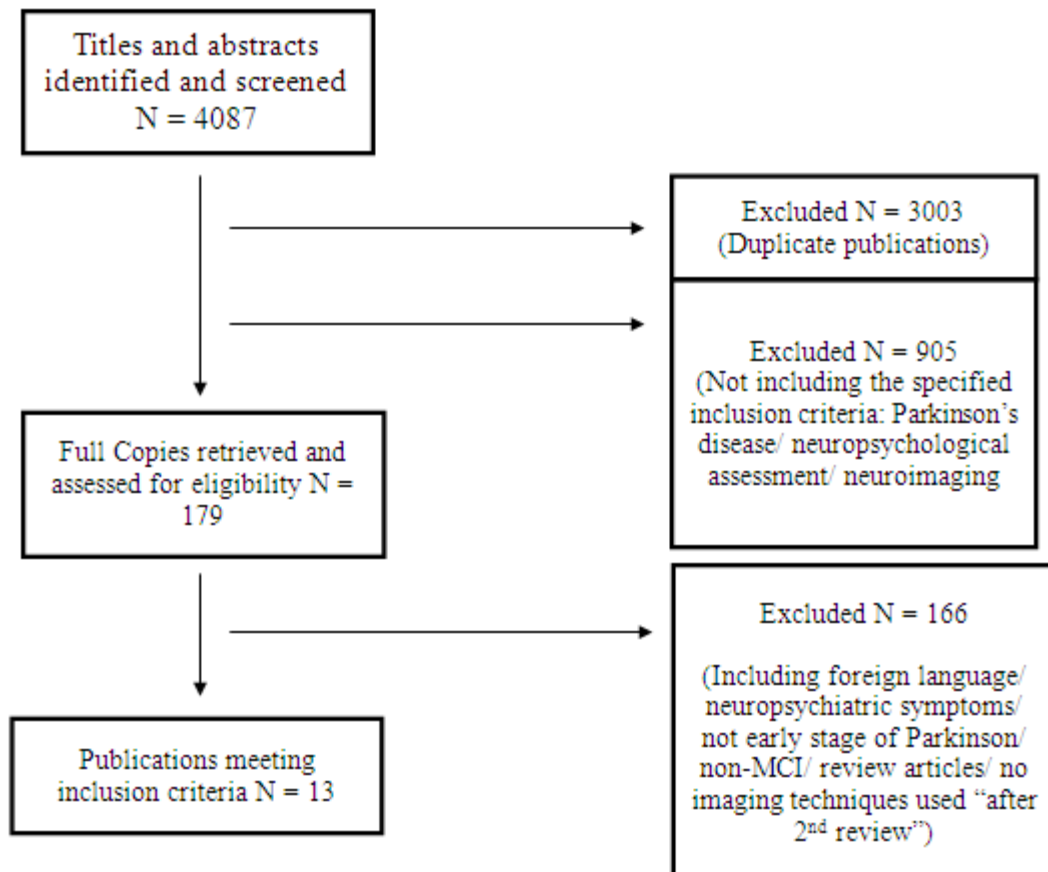 Titles and abstracts
identified and screened
N = 4087
Excluded N = 3003
(Duplicate publications)
Excluded N = 905
(Not including the specified
inclusion criteria: Parkinson’s
disease/ neuropsychological
assessment/ neuroimaging
Full Copies retrieved and
assessed for eligibility N =
179
Excluded N = 166
(Including foreign language/
neuropsychiatric symptoms/
not early stage of Parkinson/
non-MCI/ review articles/ no
imaging techniques used “after
2nd review”)
Publications meeting
inclusion criteria N = 13